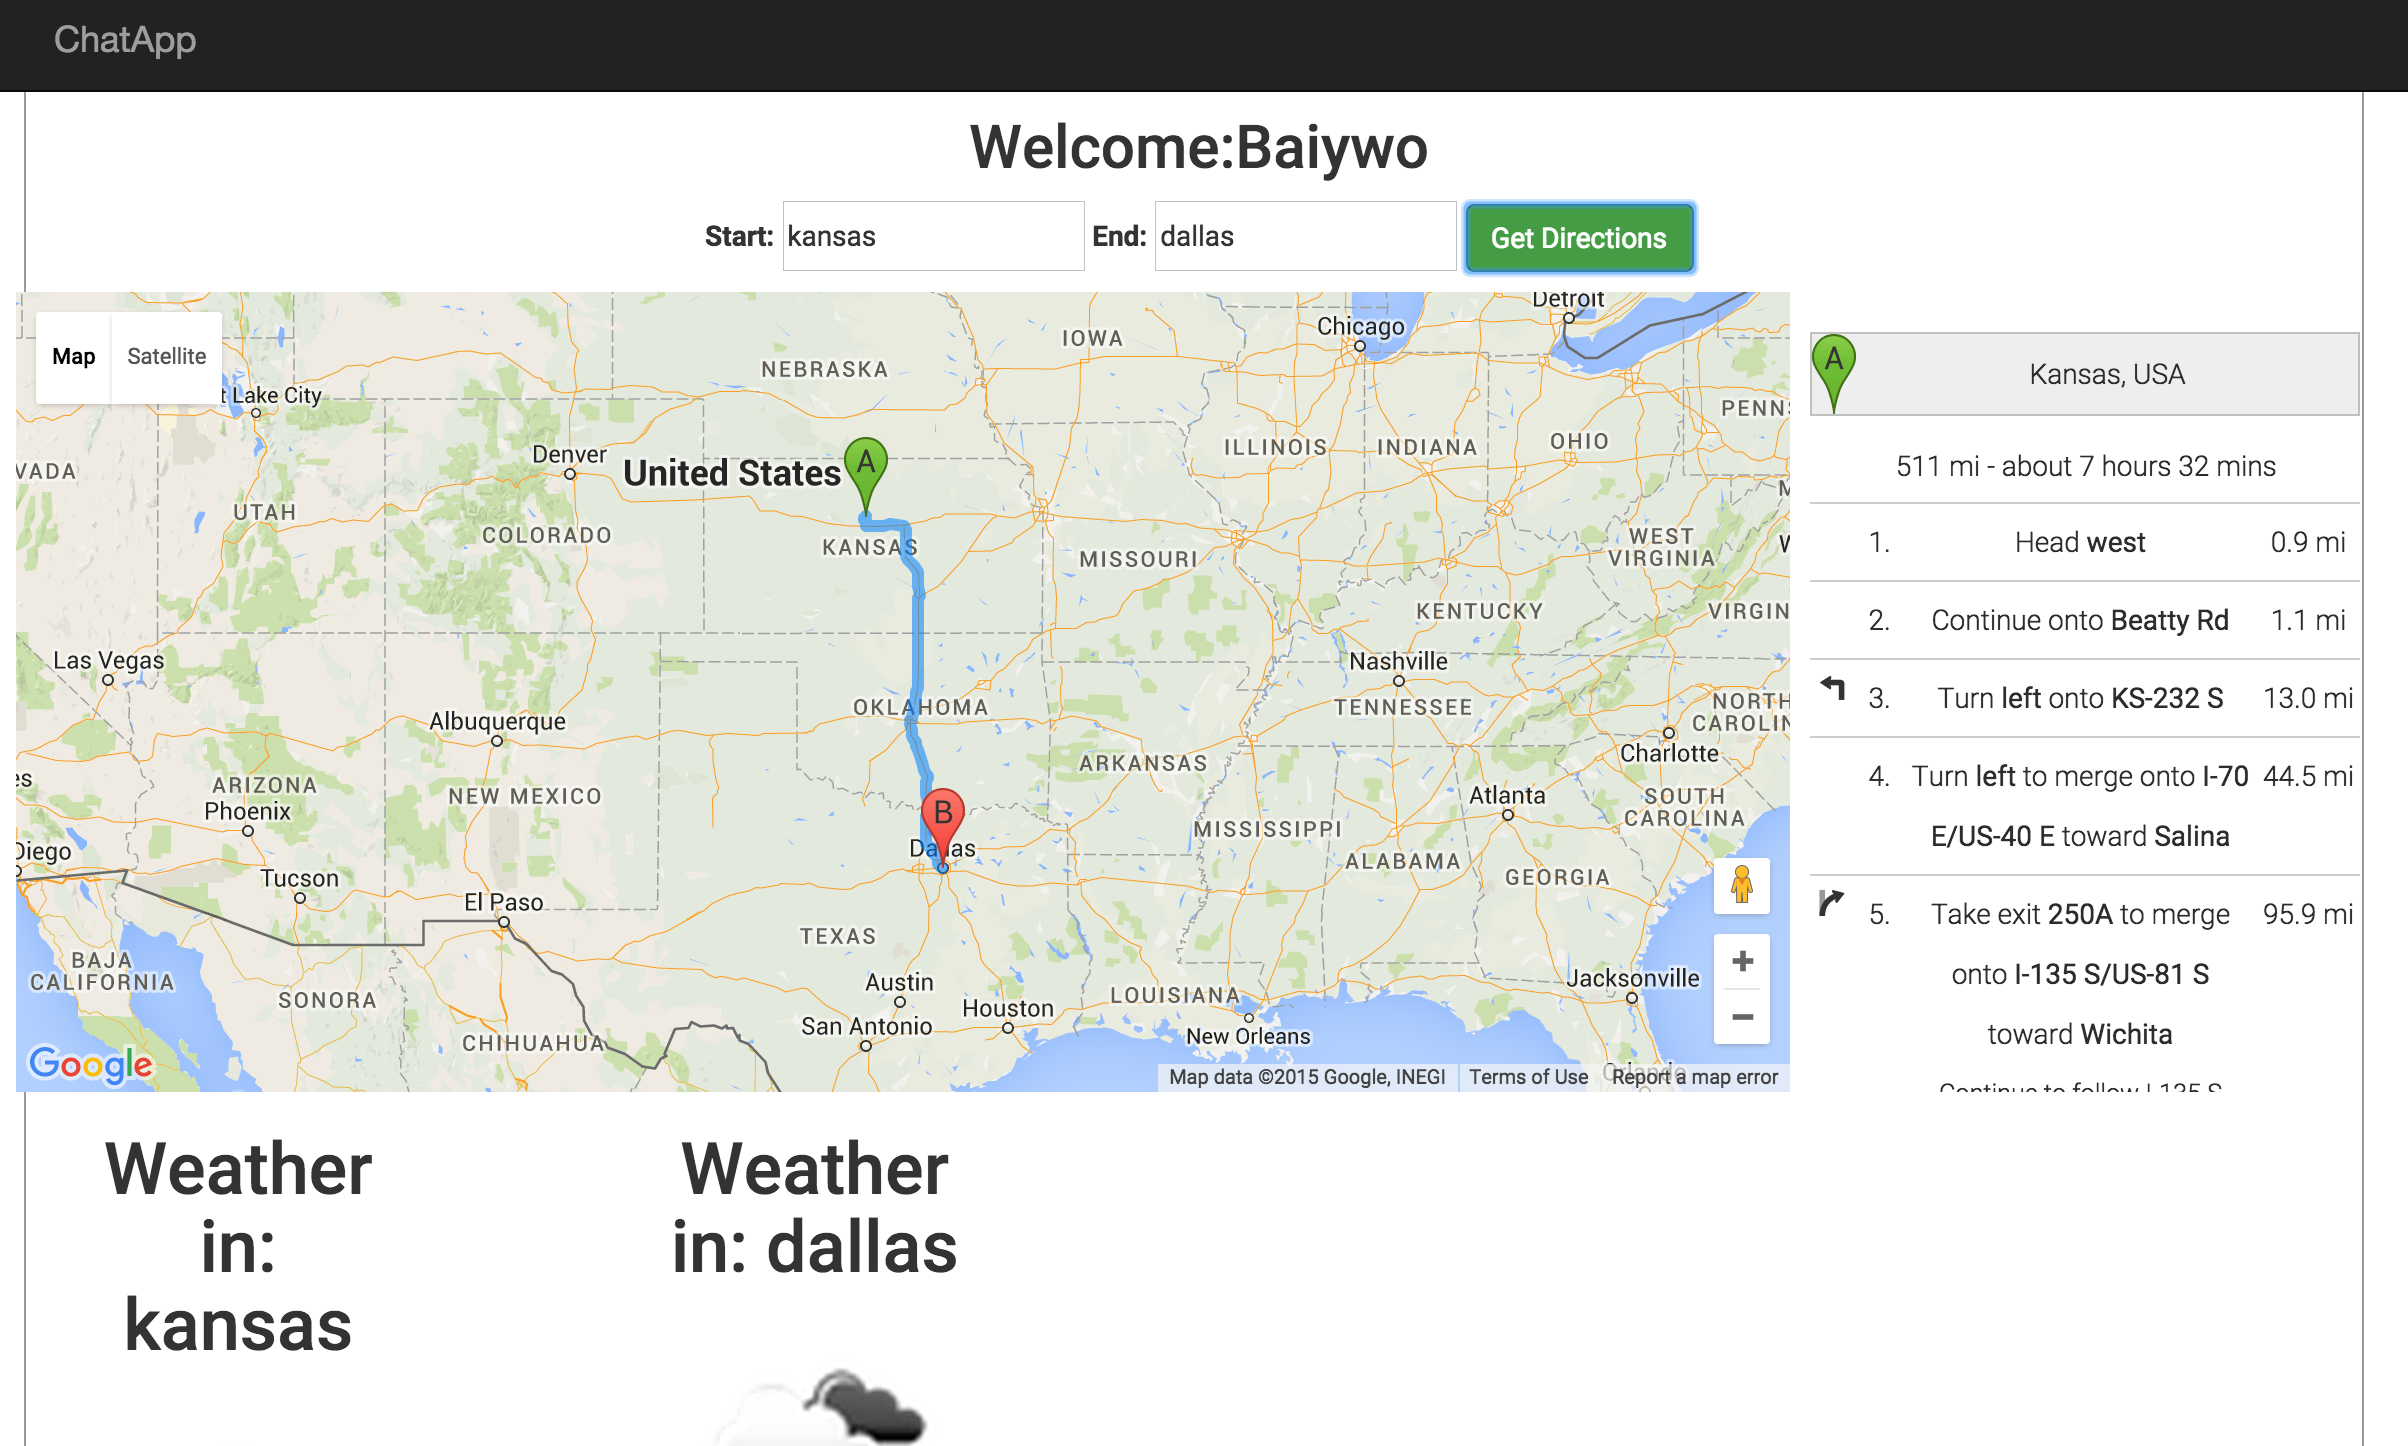 ChatApp
Welcome:Baiywo
Start: kansas End: dallas Get Directions
Map Satellite
t Lake City
NEBRASKA
IOWA
Chicago
Detroit
PENNS
VADA
UTAH
Denver
COLORADO
United States
A
KANSAS
MISSOURI
ILLINOIS
INDIANA
OHIO
WEST
VIRGINIA
KENTUCKY
VIRGIN
Las Vegas
Albuquerque
OKLAHOMA
Nashville
TENNESSEE
NORTH
CAROLIN
Charlotte
ARIZONA
Phoenix
NEW MEXICO
ARKANSAS
Atlanta
SOUTH
CAROLINA
MISSISSIPPI
ALABAMA
GEORGIA
B
Dallas
es
Diego
Tucson
El Paso
TEXAS
Austin
San Antonio
Houston
LOUISIANA
New Orleans
Jacksonville
Orlando
BAJA
CALIFORNIA
SONORA
CHIHUAHUA
Google
Map data ©2015 Google, INEGI Terms of Use Report a map error
A Kansas, USA
511 mi - about 7 hours 32 mins
1. Head west 0.9 mi
2. Continue onto Beatty Rd 1.1 mi
3. Turn left onto KS-232 S 13.0 mi
4. Turn left to merge onto I-70 44.5 mi
E/US-40 E toward Salina
5. Take exit 250A to merge 95.9 mi
onto I-135 S/US-81 S
toward Wichita
Continue to follow I-135 S
Weather
in:
kansas
Weather
in: dallas